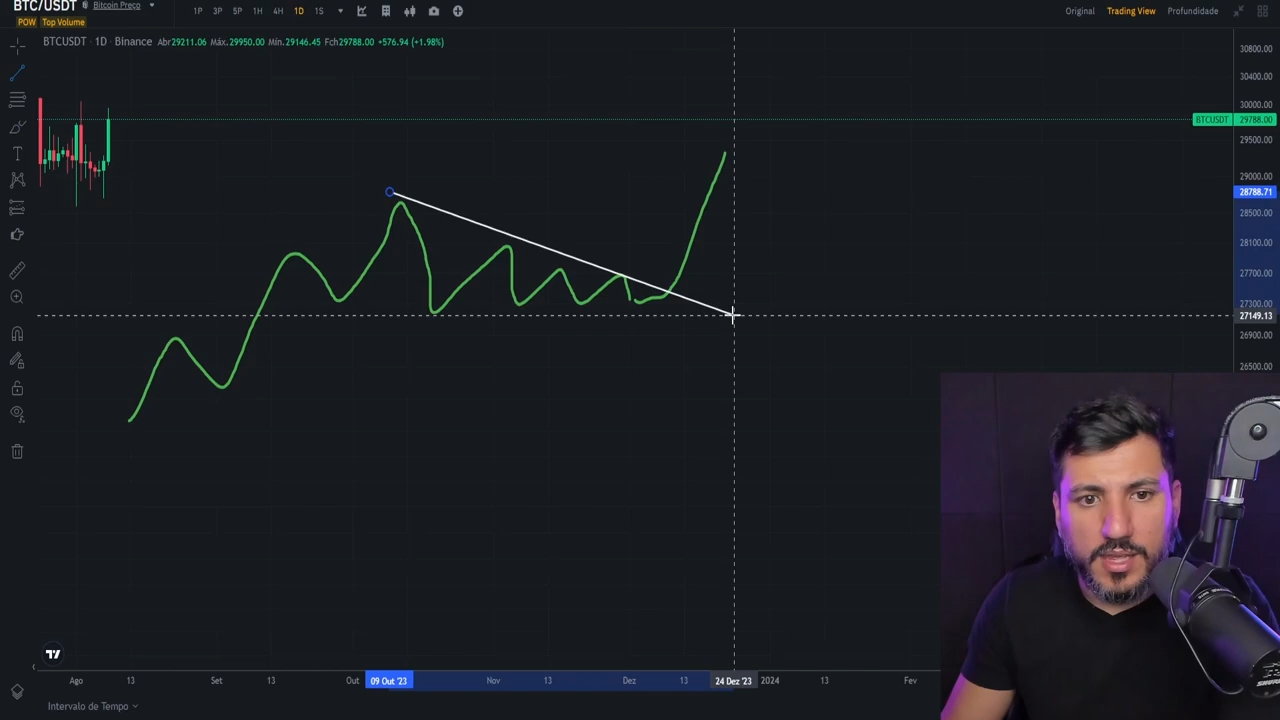 BTC/USDT Bitcoin Preço
POW Top Volume
1P 3P 5P 1H 4H 1D 1S
Original Trading View Profundidade
BTCUSDT · 1D · Binance Abr29211.06 Máx.29950.00 Mín.29146.45 Fch29788.00 +576.94 (+1.98%)
30800.00
30400.00
30000.00
BTCUSDT 29788.00
29500.00
29000.00
28788.71
28500.00
28100.00
27700.00
27300.00
27149.13
26900.00
26500.00
Ago 13 Set 13 Out 09 Out '23 Nov 13 Dez 13 24 Dez '23 2024 13 Fev
Intervalo de Tempo